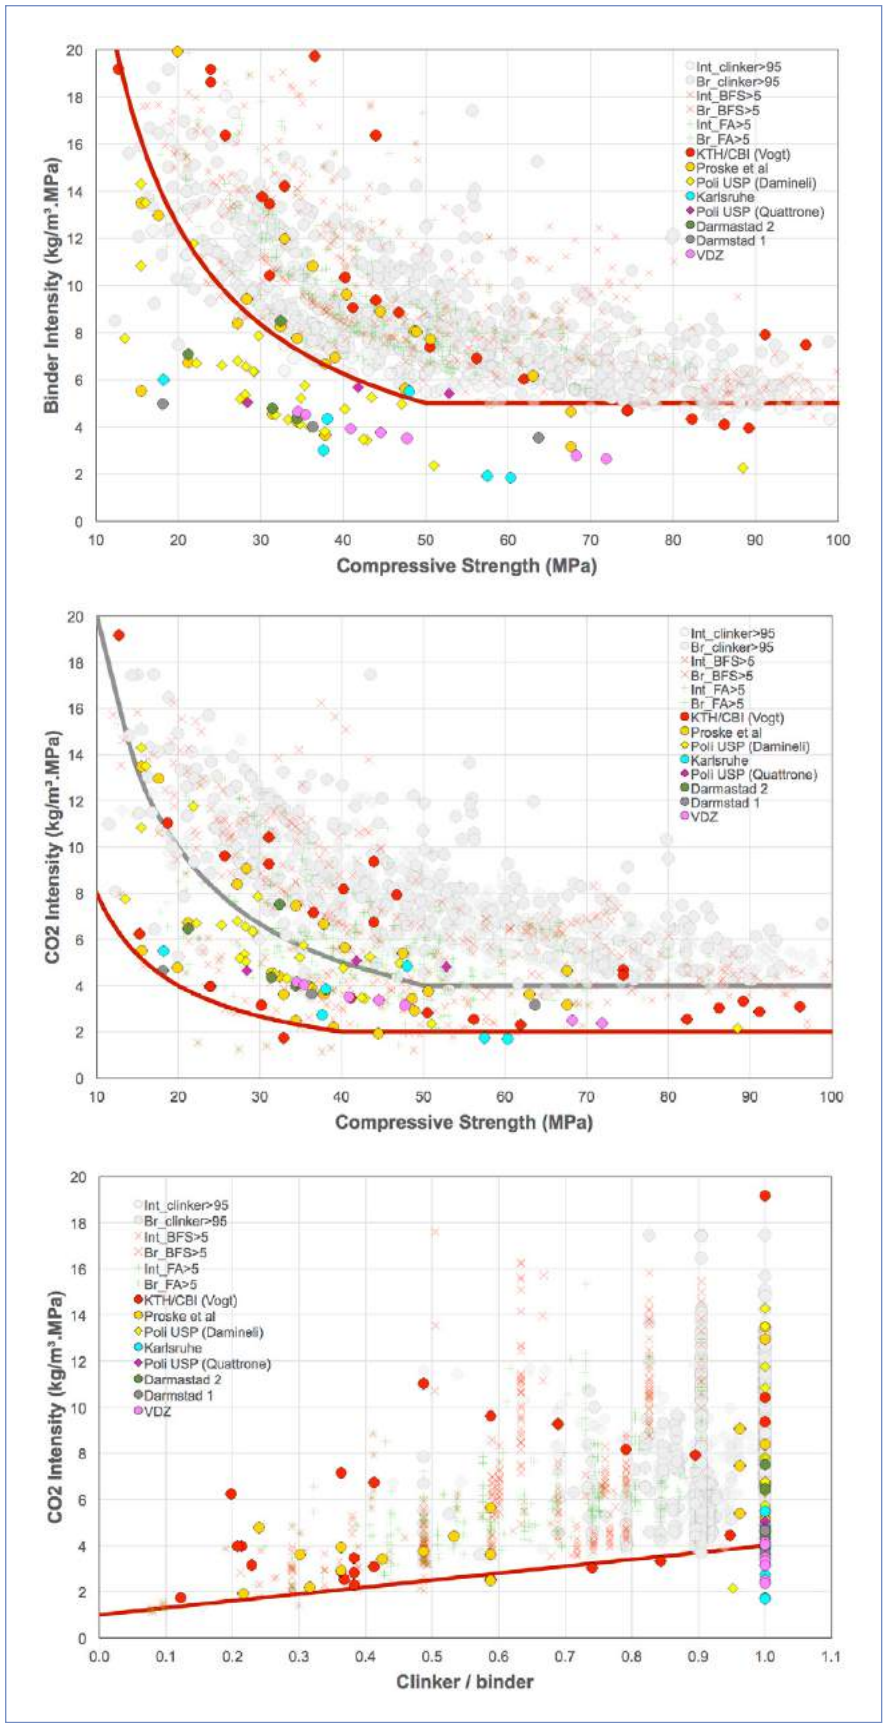 20
18
16
14
12
10
8
6
4
2
0
Binder Intensity (kg/m³.MPa)
Int_clinker>95
Br_clinker>95
Int_BFS>5
Br_BFS>5
Int_FA>5
Br_FA>5
KTH/CBI (Vogt)
Proske et al
Poli USP (Damineli)
Karlsruhe
Poli USP (Quattrone)
Darmastad 2
Darmstad 1
VDZ
10 20 30 40 50 60 70 80 90 100
Compressive Strength (MPa)
20
18
16
14
12
10
8
6
4
2
0
CO2 Intensity (kg/m³.MPa)
Int_clinker>95
Br_clinker>95
Int_BFS>5
Br_BFS>5
Int_FA>5
Br_FA>5
KTH/CBI (Vogt)
Proske et al
Poli USP (Damineli)
Karlsruhe
Poli USP (Quattrone)
Darmastad 2
Darmstad 1
VDZ
10 20 30 40 50 60 70 80 90 100
Compressive Strength (MPa)
20
18
16
14
12
10
8
6
4
2
0
CO2 Intensity (kg/m³.MPa)
Int_clinker>95
Br_clinker>95
Int_BFS>5
Br_BFS>5
Int_FA>5
Br_FA>5
KTH/CBI (Vogt)
Proske et al
Poli USP (Damineli)
Karlsruhe
Poli USP (Quattrone)
Darmastad 2
Darmstad 1
VDZ
0.0 0.1 0.2 0.3 0.4 0.5 0.6 0.7 0.8 0.9 1.0 1.1
Clinker / binder